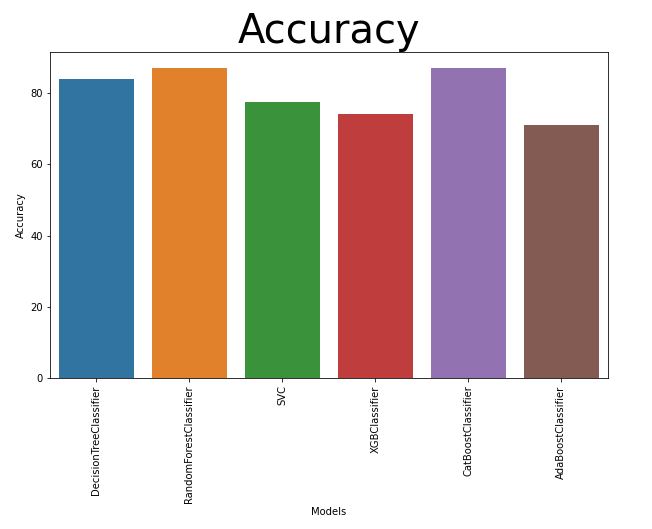 Accuracy
Accuracy
80
60
40
20
0
DecisionTreeClassifier
RandomForestClassifier
SVC
XGBClassifier
CatBoostClassifier
AdaBoostClassifier
Models